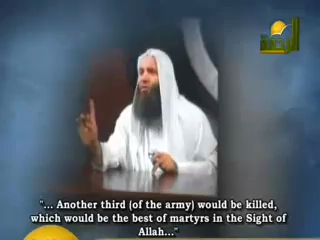 الرحمة
"... Another third (of the army) would be killed,
which would be the best of martyrs in the Sight of
Allah..."